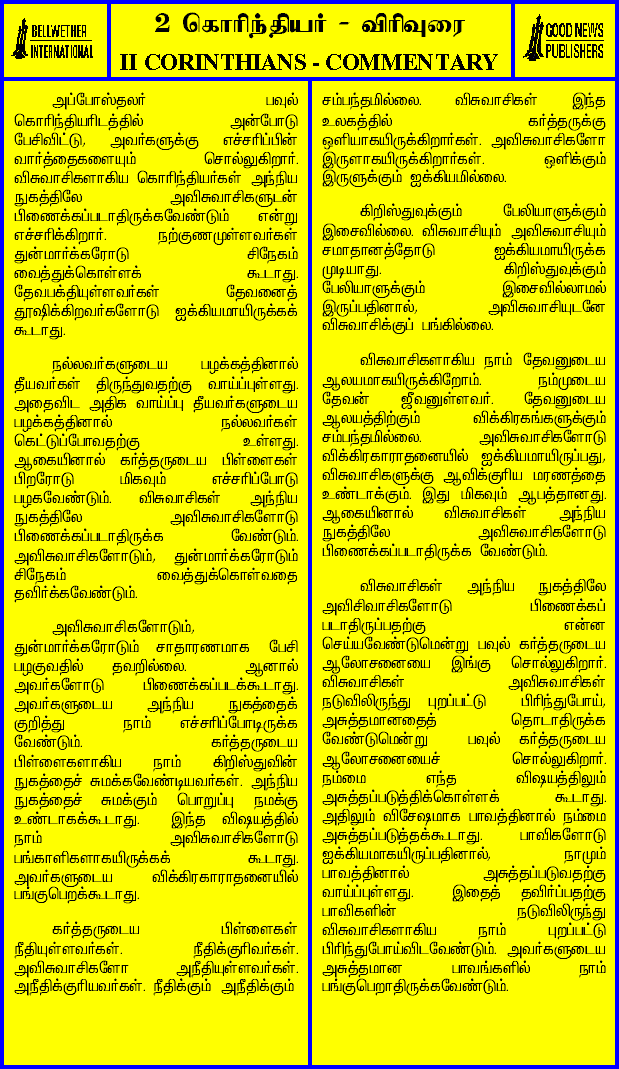 BELLWETHER
INTERNATIONAL
2 கொரிந்தியர் - விரிவுரை
II CORINTHIANS - COMMENTARY
GOOD NEWS
PUBLISHERS
அப்போஸ்தலர் பவுல்
கொரிந்தியரிடத்தில் அன்போடு
பேசிவிட்டு, அவர்களுக்கு எச்சரிப்பின்
வார்த்தைகளையும் சொல்லுகிறார்.
விசுவாசிகளாகிய கொரிந்தியர்கள் அந்நிய
நுகத்திலே அவிசுவாசிகளுடன்
பிணைக்கப்படாதிருக்கவேண்டும் என்று
எச்சரிக்கிறார். நற்குணமுள்ளவர்கள்
துன்மார்க்கரோடு சிநேகம்
வைத்துக்கொள்ளக் கூடாது.
தேவபக்தியுள்ளவர்கள் தேவனைத்
தூஷிக்கிறவர்களோடு ஐக்கியமாயிருக்கக்
கூடாது.
நல்லவர்களுடைய பழக்கத்தினால்
தீயவர்கள் திருந்துவதற்கு வாய்ப்புள்ளது.
அதைவிட அதிக வாய்ப்பு தீயவர்களுடைய
பழக்கத்தினால் நல்லவர்கள்
கெட்டுப்போவதற்கு உள்ளது.
ஆகையினால் கர்த்தருடைய பிள்ளைகள்
பிறரோடு மிகவும் எச்சரிப்போடு
பழகவேண்டும். விசுவாசிகள் அந்நிய
நுகத்திலே அவிசுவாசிகளோடு
பிணைக்கப்படாதிருக்க வேண்டும்.
அவிசுவாசிகளோடும், துன்மார்க்கரோடும்
சிநேகம் வைத்துக்கொள்வதை
தவிர்க்கவேண்டும்.
அவிசுவாசிகளோடும்,
துன்மார்க்கரோடும் சாதாரணமாக பேசி
பழகுவதில் தவறில்லை. ஆனால்
அவர்களோடு பிணைக்கப்படக்கூடாது.
அவர்களுடைய அந்நிய நுகத்தைக்
குறித்து நாம் எச்சரிப்போடிருக்க
வேண்டும். கர்த்தருடைய
பிள்ளைகளாகிய நாம் கிறிஸ்துவின்
நுகத்தைச் சுமக்கவேண்டியவர்கள். அந்நிய
நுகத்தைச் சுமக்கும் பொறுப்பு நமக்கு
உண்டாகக்கூடாது. இந்த விஷயத்தில்
நாம் அவிசுவாசிகளோடு
பங்காளிகளாகயிருக்கக் கூடாது.
அவர்களுடைய விக்கிரகாராதனையில்
பங்குபெறக்கூடாது.
கர்த்தருடைய பிள்ளைகள்
நீதியுள்ளவர்கள். நீதிக்குரிவர்கள்.
அவிசுவாசிகளோ அநீதியுள்ளவர்கள்.
அநீதிக்குரியவர்கள். நீதிக்கும் அநீதிக்கும்
சம்பந்தமில்லை. விசுவாசிகள் இந்த
உலகத்தில் கர்த்தருக்கு
ஒளியாகயிருக்கிறார்கள். அவிசுவாசிகளோ
இருளாகயிருக்கிறார்கள். ஒளிக்கும்
இருளுக்கும் ஐக்கியமில்லை.
கிறிஸ்துவுக்கும் பேலியாளுக்கும்
இசைவில்லை. விசுவாசியும் அவிசுவாசியும்
சமாதானத்தோடு ஐக்கியமாயிருக்க
முடியாது. கிறிஸ்துவுக்கும்
பேலியாளுக்கும் இசைவில்லாமல்
இருப்பதினால், அவிசுவாசியுடனே
விசுவாசிக்குப் பங்கில்லை.
விசுவாசிகளாகிய நாம் தேவனுடைய
ஆலயமாகயிருக்கிறோம். நம்முடைய
தேவன் ஜீவனுள்ளவர். தேவனுடைய
ஆலயத்திற்கும் விக்கிரகங்களுக்கும்
சம்பந்தமில்லை. அவிசுவாசிகளோடு
விக்கிரகாராதனையில் ஐக்கியமாயிருப்பது,
விசுவாசிகளுக்கு ஆவிக்குரிய மரணத்தை
உண்டாக்கும். இது மிகவும் ஆபத்தானது.
ஆகையினால் விசுவாசிகள் அந்நிய
நுகத்திலே அவிசுவாசிகளோடு
பிணைக்கப்படாதிருக்க வேண்டும்.
விசுவாசிகள் அந்நிய நுகத்திலே
அவிசிவாசிகளோடு பிணைக்கப்
படாதிருப்பதற்கு என்ன
செய்யவேண்டுமென்று பவுல் கர்த்தருடைய
ஆலோசனையை இங்கு சொல்லுகிறார்.
விசுவாசிகள் அவிசுவாசிகள்
நடுவிலிருந்து புறப்பட்டு பிரிந்துபோய்,
அசுத்தமானதைத் தொடாதிருக்க
வேண்டுமென்று பவுல் கர்த்தருடைய
ஆலோசனையைச் சொல்லுகிறார்.
நம்மை எந்த விஷயத்திலும்
அசுத்தப்படுத்திக்கொள்ளக் கூடாது.
அதிலும் விசேஷமாக பாவத்தினால் நம்மை
அசுத்தப்படுத்தக்கூடாது. பாவிகளோடு
ஐக்கியமாகயிருப்பதினால், நாமும்
பாவத்தினால் அசுத்தப்படுவதற்கு
வாய்ப்புள்ளது. இதைத் தவிர்ப்பதற்கு
பாவிகளின் நடுவிலிருந்து
விசுவாசிகளாகிய நாம் புறப்பட்டு
பிரிந்துபோய்விடவேண்டும். அவர்களுடைய
அசுத்தமான பாவங்களில் நாம்
பங்குபெறாதிருக்கவேண்டும்.